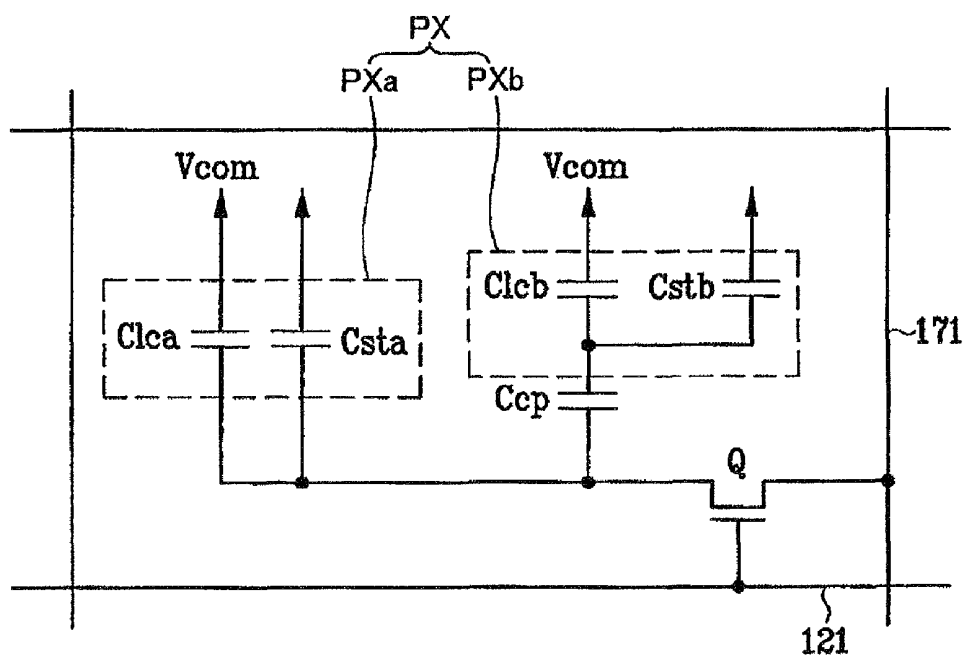 PX
PXa PXb
Vcom Vcom
Clcb Cstb
Clca Csta
171
Ccp
Q
121